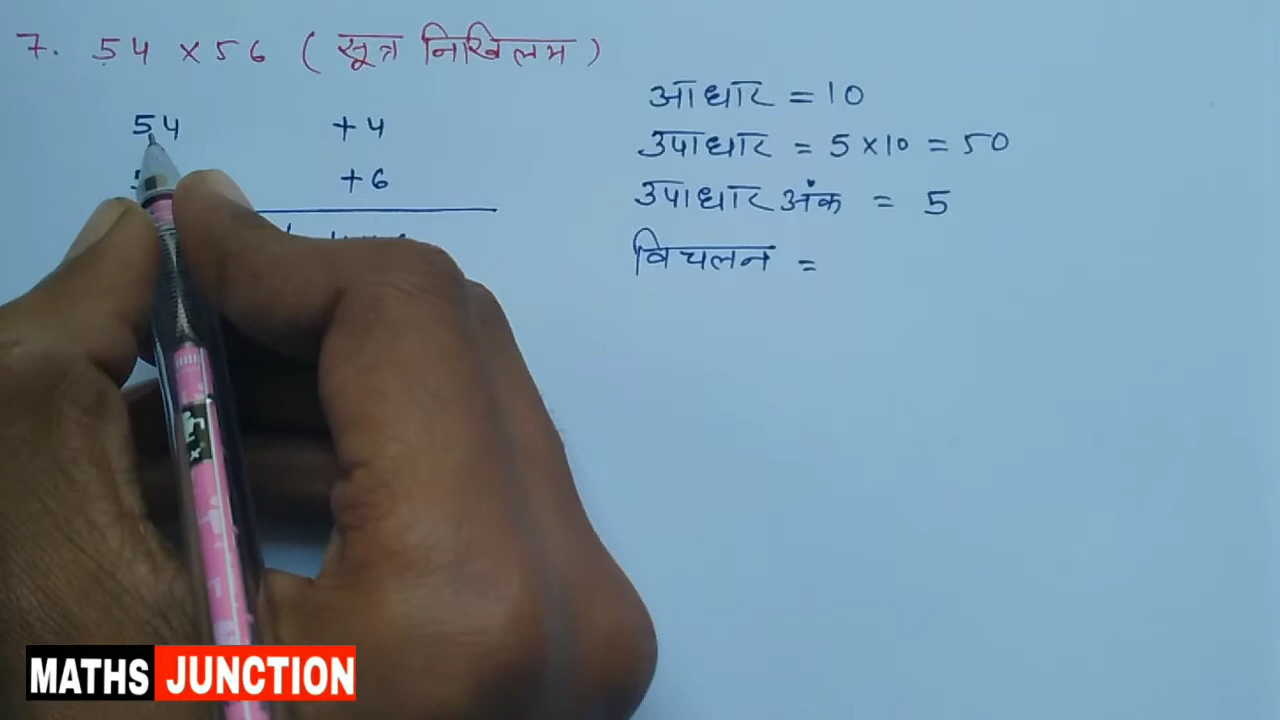 7. 54 × 56 ( सूत्र निखिलम )
54 +4
+6
आधार = 10
उपाधार = 5 × 10 = 50
उपाधार अंक = 5
विचलन =
MATHS JUNCTION